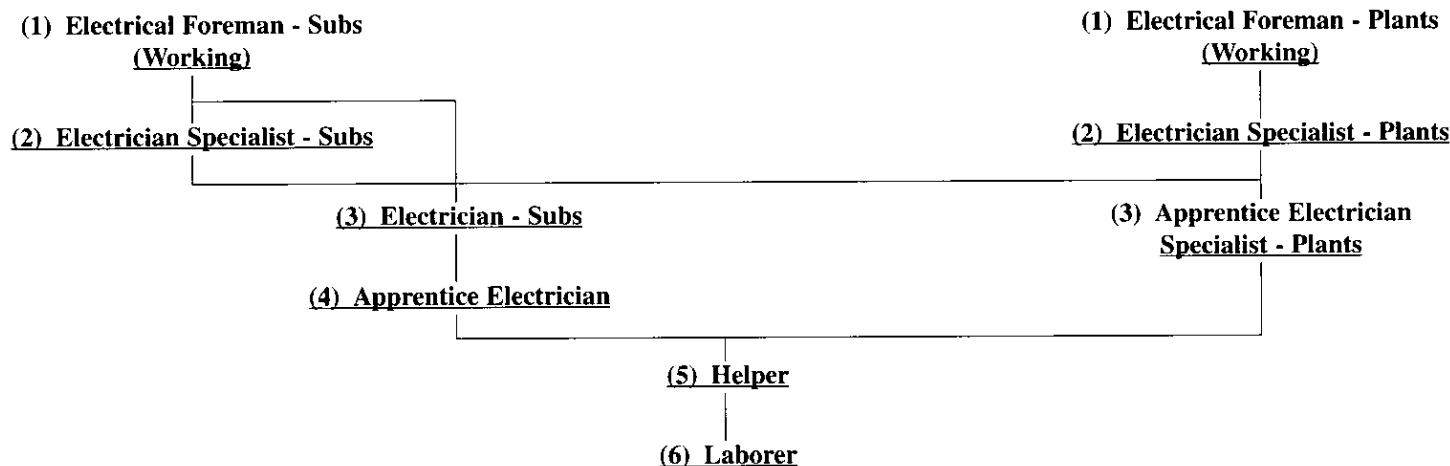 (1) Electrical Foreman - Subs
(Working)
(1) Electrical Foreman - Plants
(Working)
(2) Electrician Specialist - Subs
(2) Electrician Specialist - Plants
(3) Electrician - Subs
(3) Apprentice Electrician
Specialist - Plants
(4) Apprentice Electrician
(5) Helper
(6) Laborer